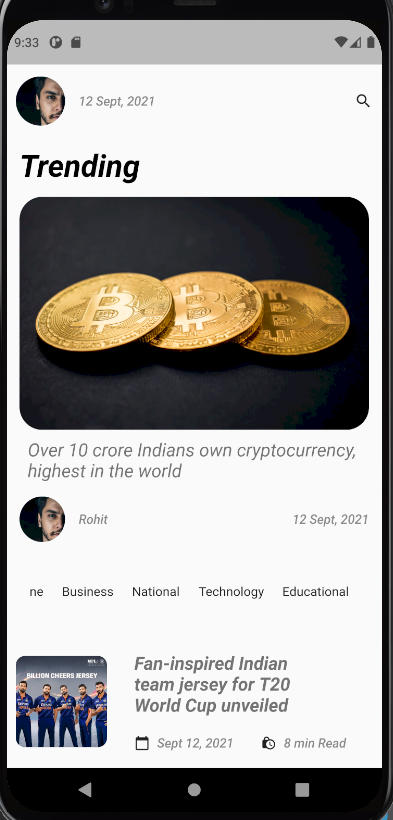 9:33
12 Sept, 2021
Trending
Over 10 crore Indians own cryptocurrency,
highest in the world
Rohit
12 Sept, 2021
ne
Business
National
Technology
Educational
BILLION CHEERS JERSEY
Fan-inspired Indian
team jersey for T20
World Cup unveiled
Sept 12, 2021
8 min Read